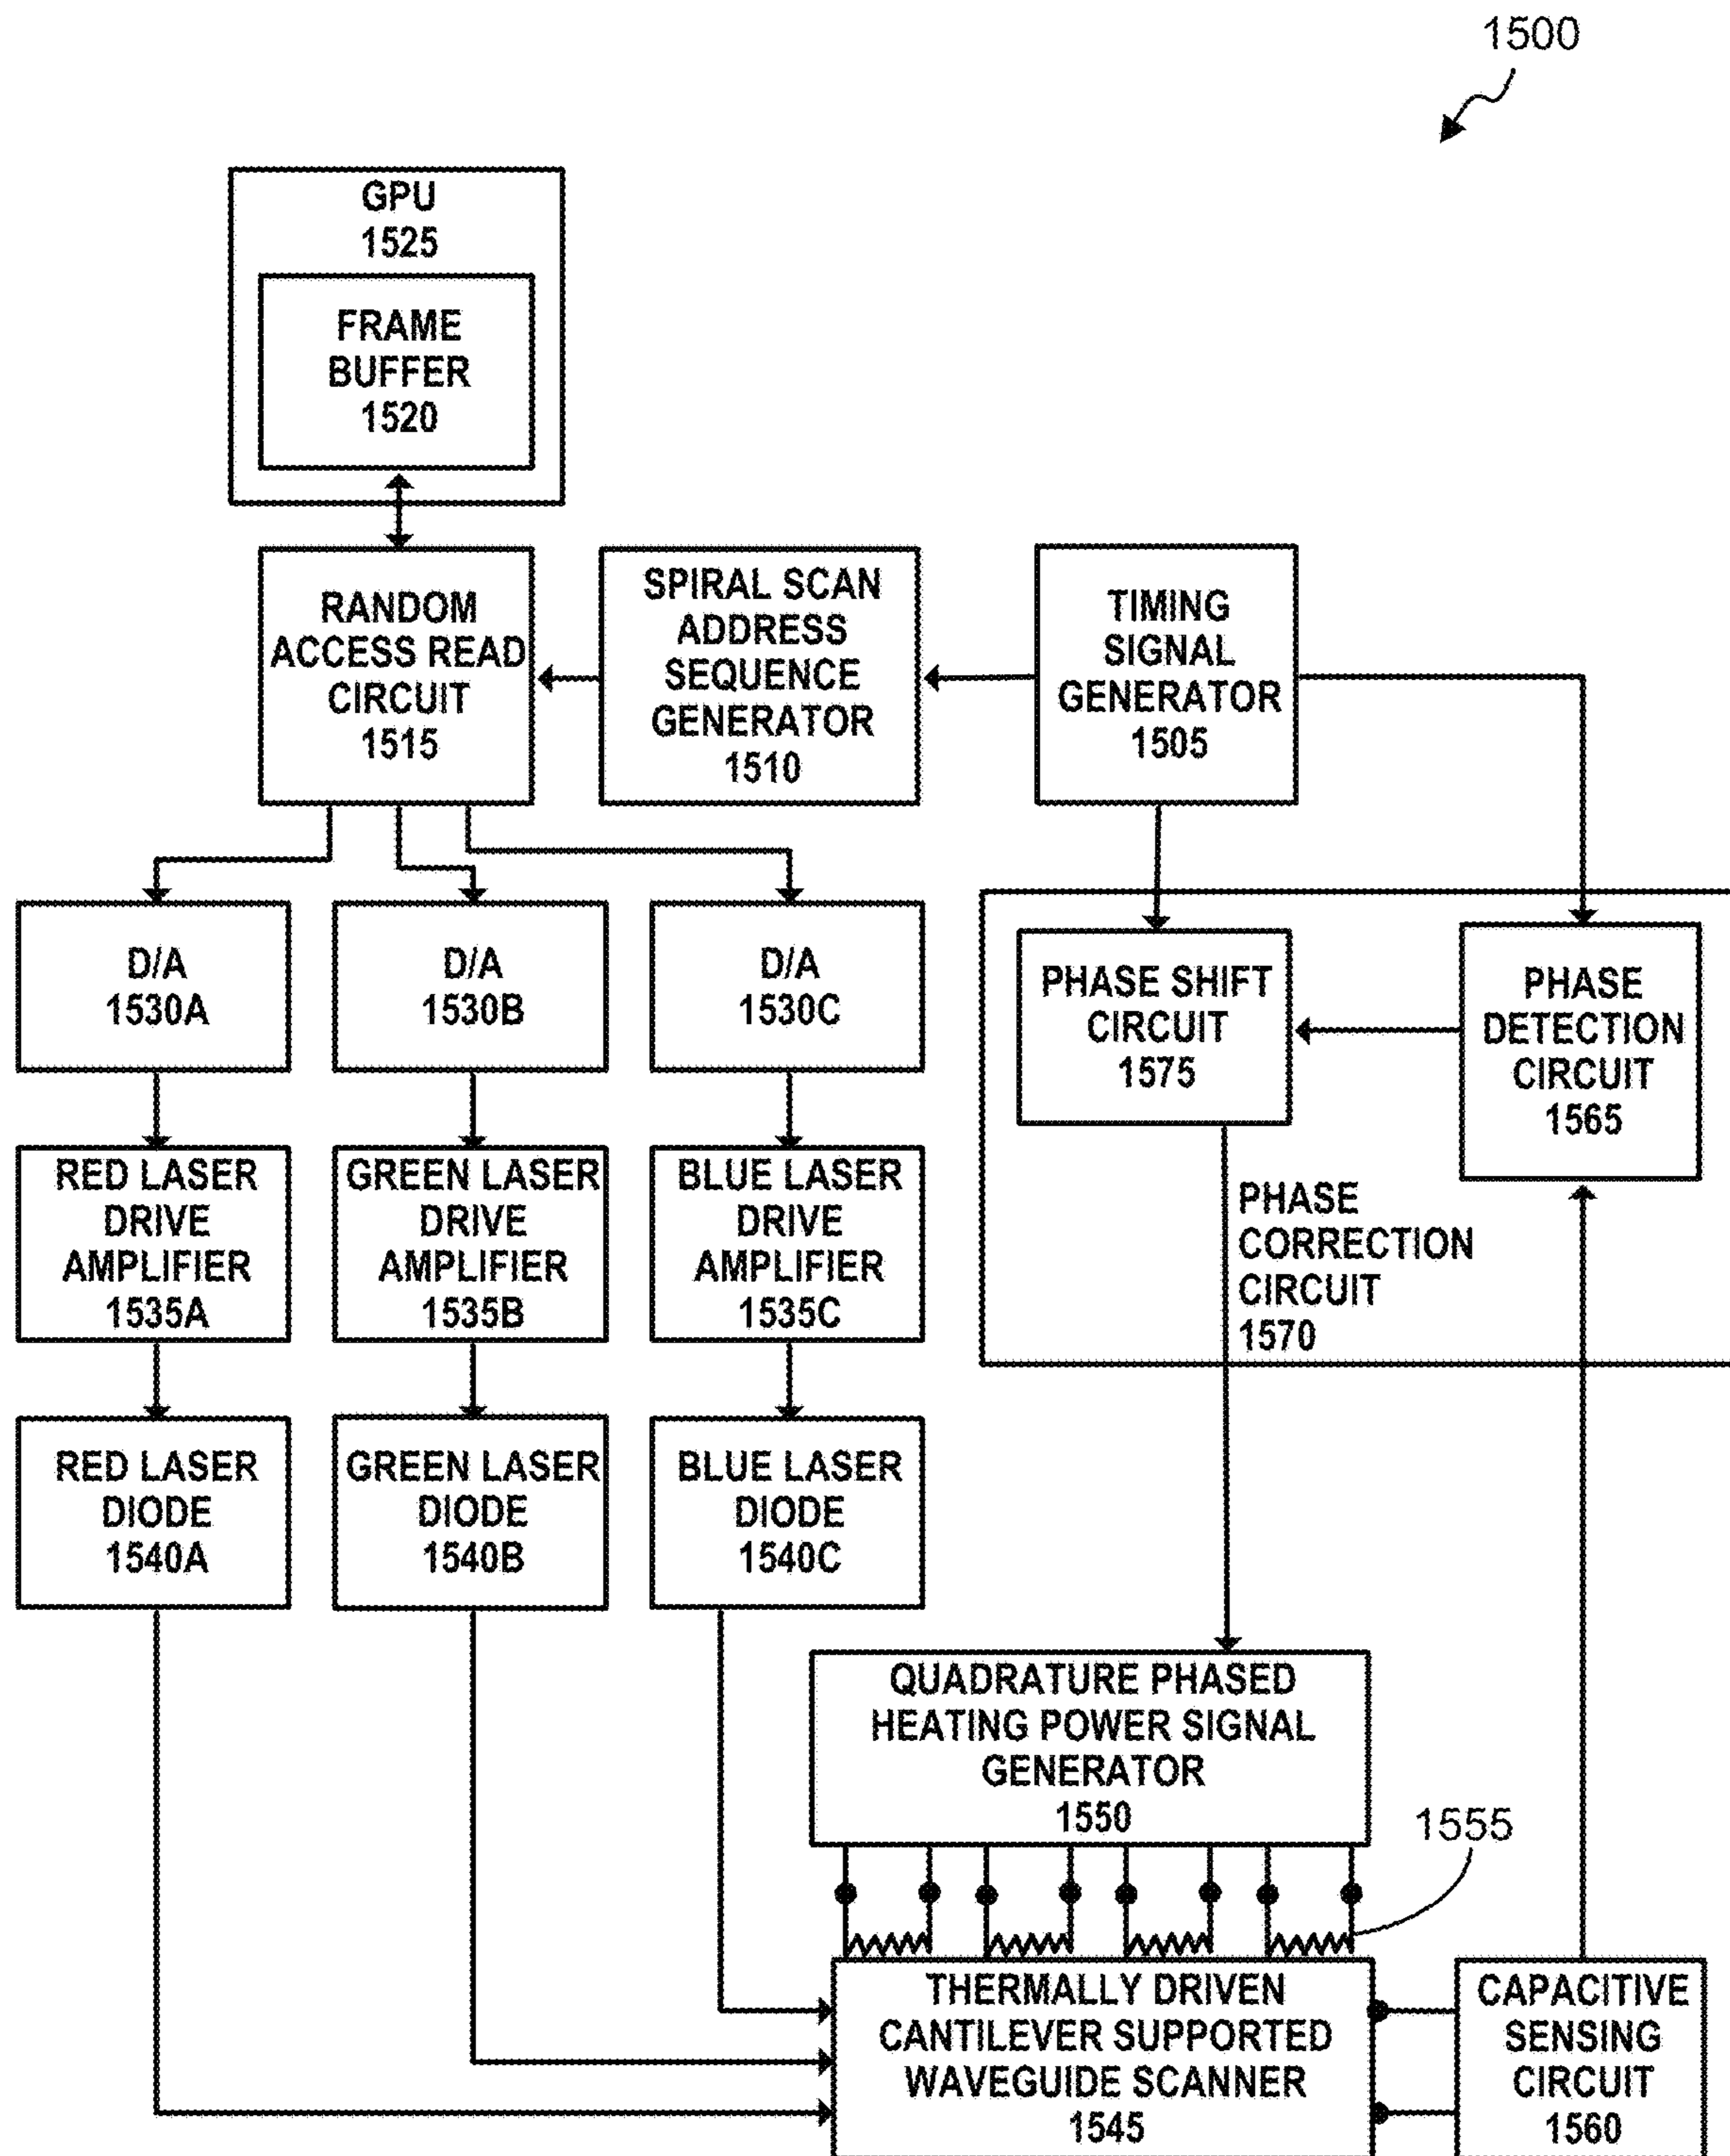 1500
GPU
1525
FRAME
BUFFER
1520
RANDOM
ACCESS READ
CIRCUIT
1515
SPIRAL SCAN
ADDRESS
SEQUENCE
GENERATOR
1510
TIMING
SIGNAL
GENERATOR
1505
D/A
1530A
D/A
1530B
D/A
1530C
PHASE SHIFT
CIRCUIT
1575
PHASE
DETECTION
CIRCUIT
1565
RED LASER
DRIVE
AMPLIFIER
1535A
GREEN LASER
DRIVE
AMPLIFIER
1535B
BLUE LASER
DRIVE
AMPLIFIER
1535C
PHASE
CORRECTION
CIRCUIT
1570
RED LASER
DIODE
1540A
GREEN LASER
DIODE
1540B
BLUE LASER
DIODE
1540C
QUADRATURE PHASED
HEATING POWER SIGNAL
GENERATOR
1550
1555
THERMALLY DRIVEN
CANTILEVER SUPPORTED
WAVEGUIDE SCANNER
1545
CAPACITIVE
SENSING
CIRCUIT
1560